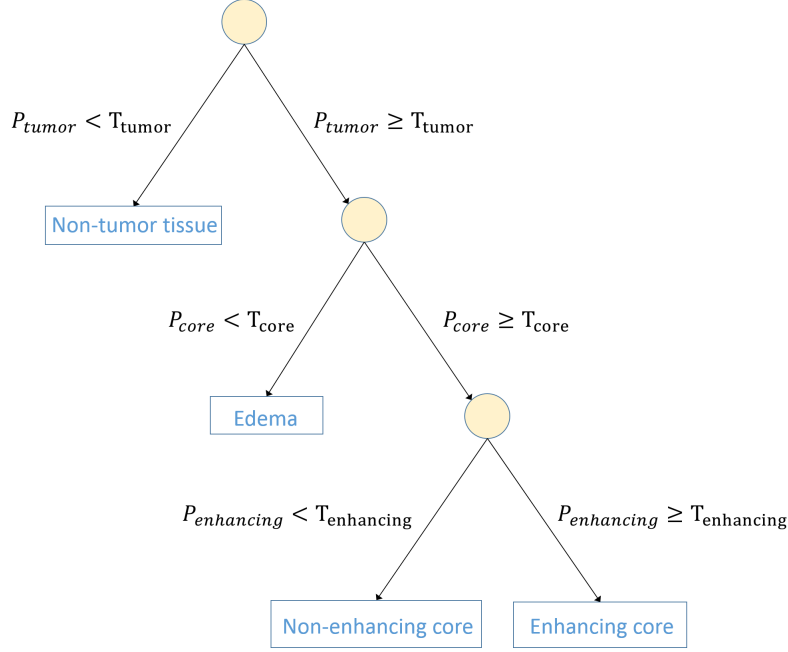 P_tumor < T_tumor
P_tumor ≥ T_tumor
Non-tumor tissue
P_core < T_core
P_core ≥ T_core
Edema
P_enhancing < T_enhancing
P_enhancing ≥ T_enhancing
Non-enhancing core
Enhancing core